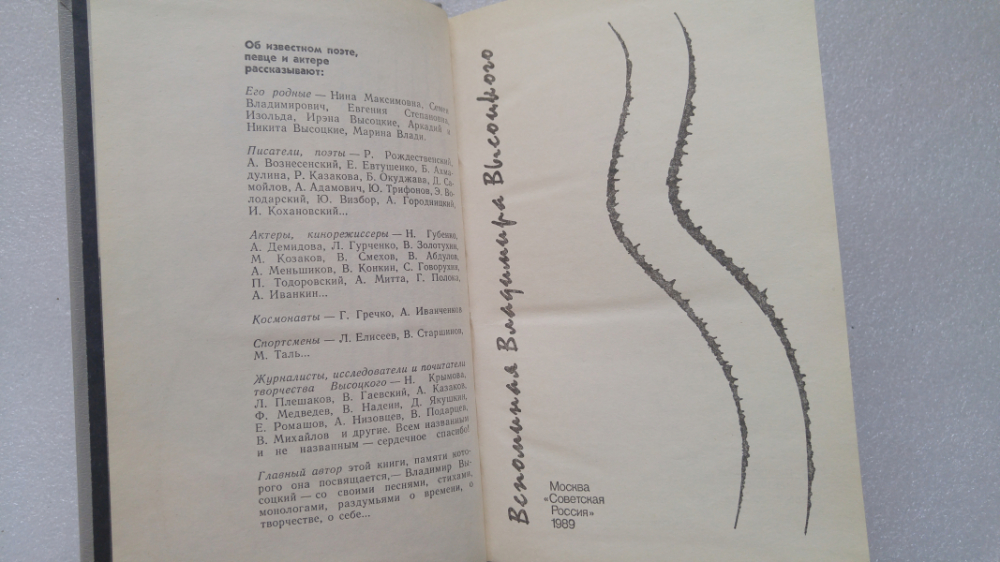 Об известном поэте,
певце и актере
рассказывают:
Его родные — Нина Максимовна, Семен
Владимирович, Евгения Степановна,
Изольда, Ирэна Высоцкие, Аркадий и
Никита Высоцкие, Марина Влади.
Писатели, поэты — Р. Рождественский,
А. Вознесенский, Е. Евтушенко, Б. Ахма-
дулина, Р. Казакова, Б. Окуджава, Д. Са-
мойлов, А. Адамович, Ю. Трифонов, Э. Во-
лодарский, Ю. Визбор, А. Городницкий,
И. Кохановский...
Актеры, кинорежиссеры — Н. Губенко,
А. Демидова, Л. Гурченко, В. Золотухин,
М. Козаков, В. Смехов, В. Абдулов,
А. Меньшиков, В. Конкин, С. Говорухин,
П. Тодоровский, А. Митта, Г. Полока,
А. Иванкин...
Космонавты — Г. Гречко, А. Иванченков
Спортсмены — Л. Елисеев, В. Старшинов,
М. Таль...
Журналисты, исследователи и почитатели
творчества Высоцкого — Н. Крымова,
Л. Плешаков, В. Гаевский, А. Казаков,
Ф. Медведев, В. Надеин, Д. Якушкин,
Е. Ромашов, А. Низовцев, В. Подарцев,
В. Михайлов и другие. Всем названным
и не названным — сердечное спасибо!
Главный автор этой книги, памяти кото-
рого она посвящается, — Владимир Вы-
соцкий — со своими песнями, стихами,
монологами, раздумьями о времени, о
творчестве, о себе...
Вспоминая Владимира Высоцкого
Москва
«Советская
Россия»
1989